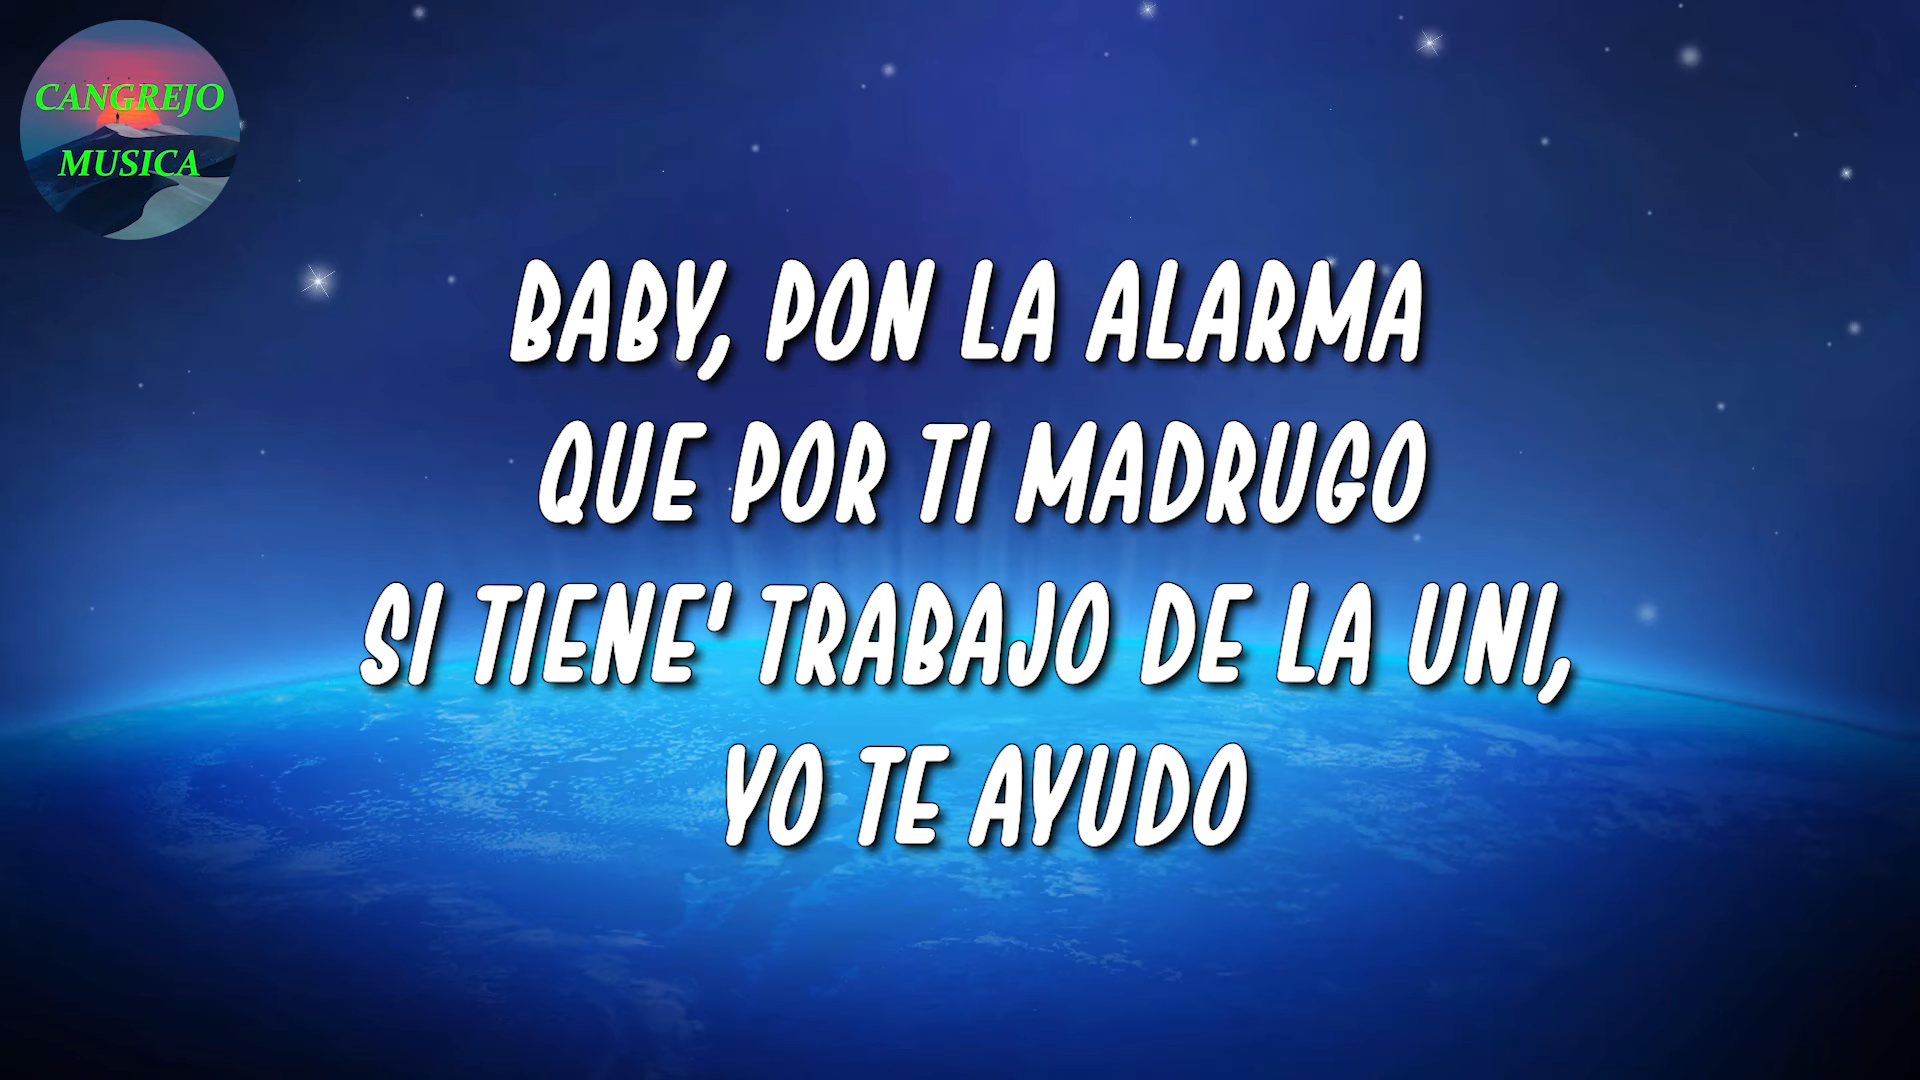 CANGREJO
MUSICA
BABY, PON LA ALARMA
QUE POR TI MADRUGO
SI TIENE' TRABAJO DE LA UNI,
YO TE AYUDO